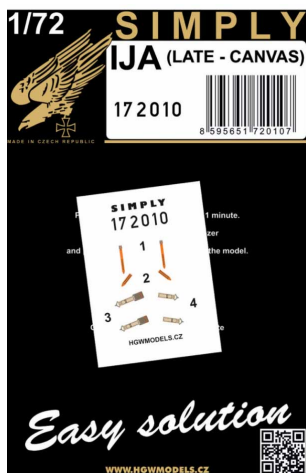 1/72
SIMPLY
IJA (LATE - CANVAS)
172010
8 595651 720107
MADE IN CZECH REPUBLIC
1 minute.
and
the model.
SIMPLY
172010
1
2
3
4
HGWMODELS.CZ
Easy solution
WWW.HGWMODELS.CZ